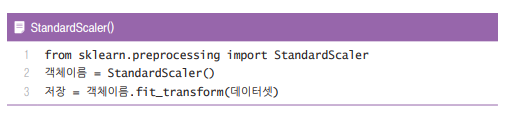 StandardScaler()
1 from sklearn.preprocessing import StandardScaler
2 객체이름 = StandardScaler()
3 저장 = 객체이름.fit_transform(데이터셋)